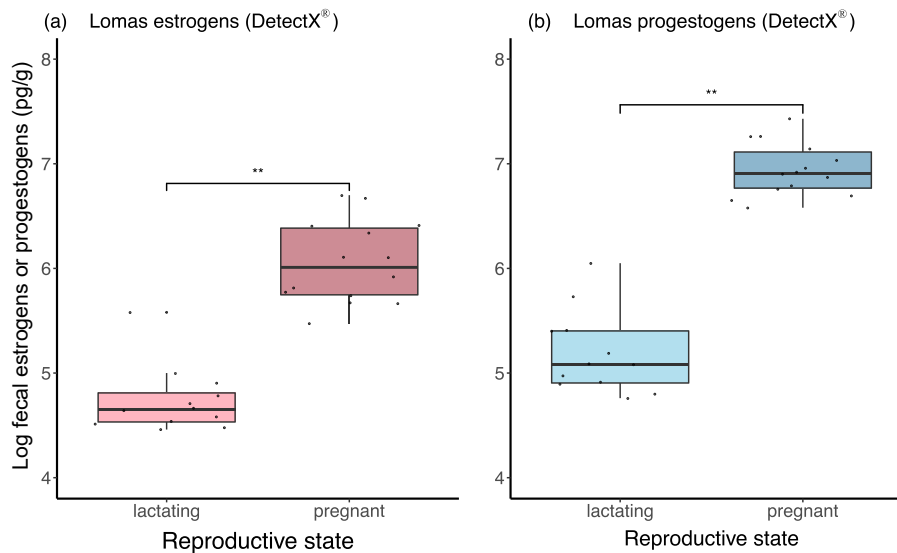 (a) Lomas estrogens (DetectX®)
(b) Lomas progestogens (DetectX®)
Log fecal estrogens or progestogens (pg/g)
8
7
6
5
4
**
lactating
pregnant
Reproductive state
8
7
6
5
4
**
lactating
pregnant
Reproductive state